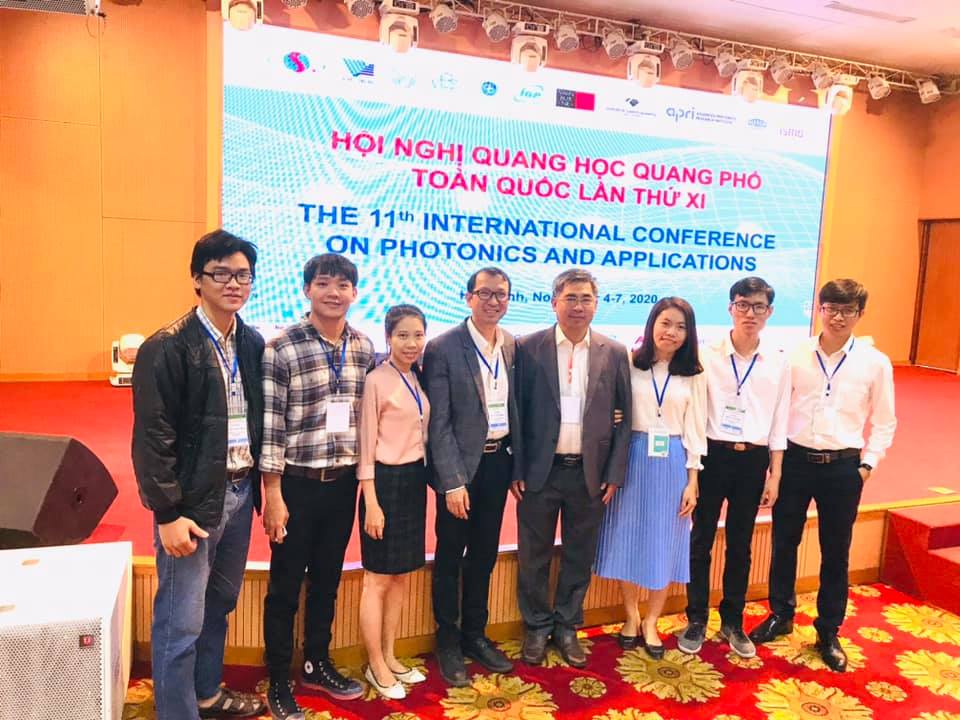 IGP
apri
HỘI NGHỊ QUANG HỌC QUANG PHỔ
TOÀN QUỐC LẦN THỨ XI
THE 11th INTERNATIONAL CONFERENCE
ON PHOTONICS AND APPLICATIONS
4-7, 2020